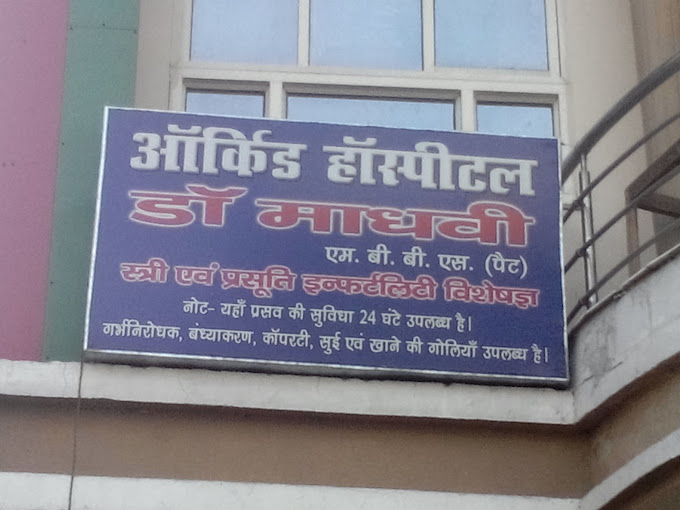 ऑर्किड हॉस्पीटल
डॉ माधवी
एम. बी. बी. एस. (पैट)
स्त्री एवं प्रसूति इन्फर्टलिटी विशेषज्ञ
नोट- यहाँ प्रसव की सुविधा 24 घंटे उपलब्ध है।
गर्भनिरोधक, बंध्याकरण, कॉपरटी, सुई एवं खाने की गोलियाँ उपलब्ध है।